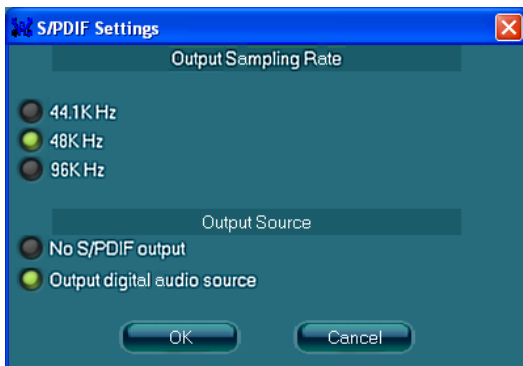 S/PDIF Settings
Output Sampling Rate
44.1K Hz
48K Hz
96K Hz
Output Source
No S/PDIF output
Output digital audio source
OK Cancel